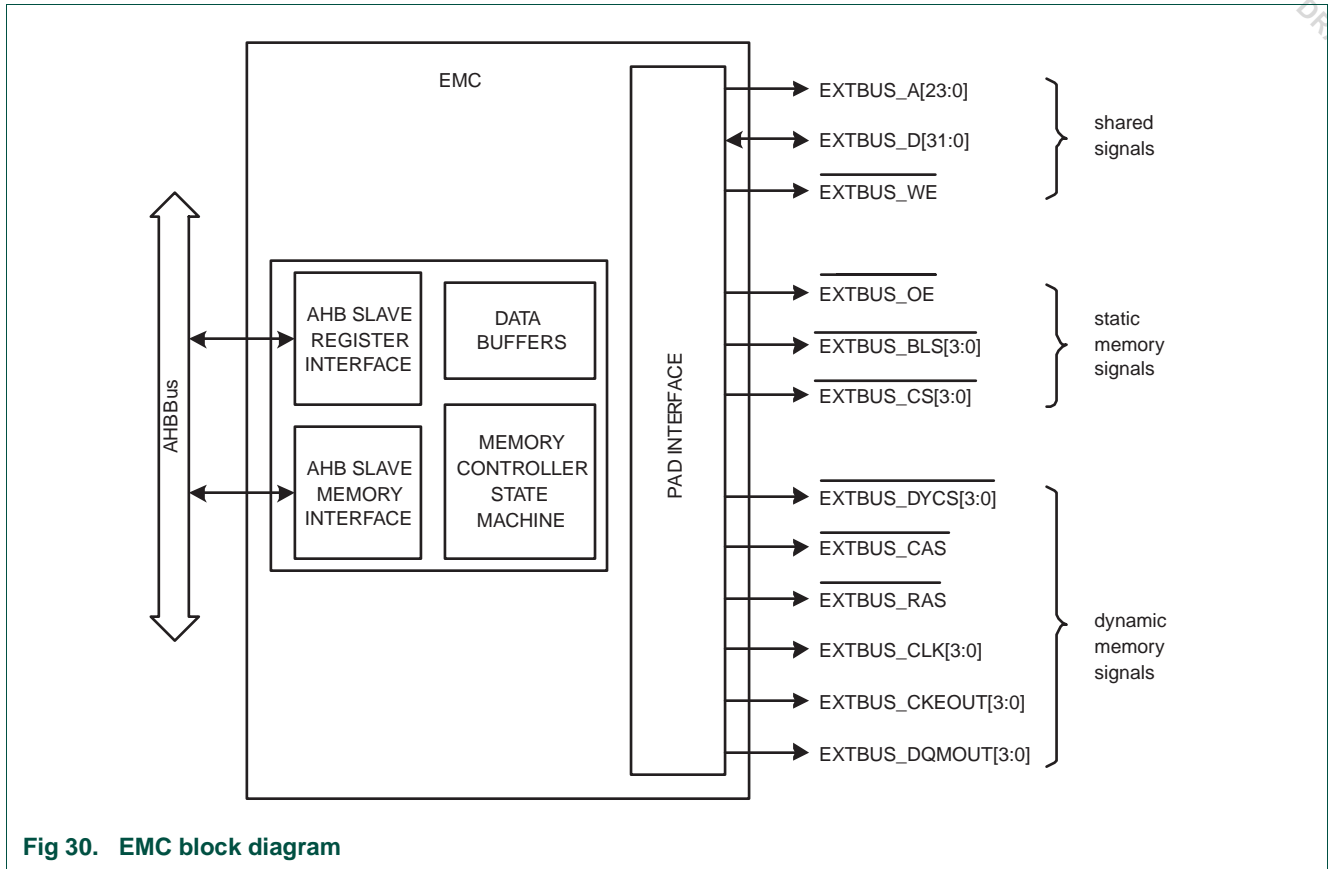 EMC
EXTBUS_A[23:0]
EXTBUS_D[31:0]
EXTBUS_WE
shared
signals
EXTBUS_OE
EXTBUS_BLS[3:0]
EXTBUS_CS[3:0]
static
memory
signals
EXTBUS_DYCS[3:0]
EXTBUS_CAS
EXTBUS_RAS
EXTBUS_CLK[3:0]
EXTBUS_CKEOUT[3:0]
EXTBUS_DQMOUT[3:0]
dynamic
memory
signals
AHBBus
AHB SLAVE
REGISTER
INTERFACE
DATA
BUFFERS
AHB SLAVE
MEMORY
INTERFACE
MEMORY
CONTROLLER
STATE
MACHINE
PAD INTERFACE
Fig 30. EMC block diagram